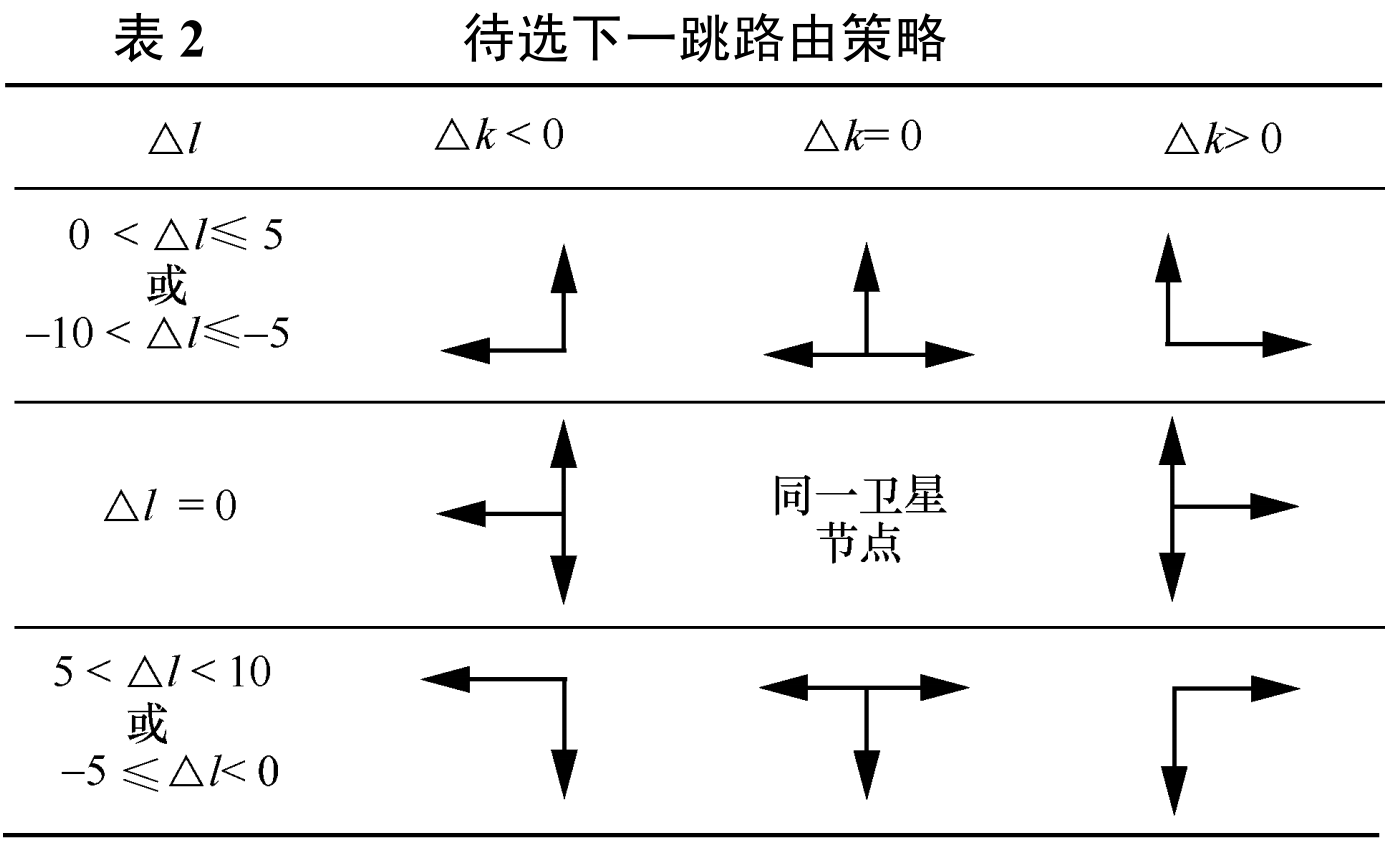 表 2 待选下一跳路由策略
△l △k < 0 △k= 0 △k> 0
0 < △l≤ 5
或
–10 < △l≤–5
△l = 0
同一卫星
节点
5 < △l < 10
或
–5 ≤ △l< 0